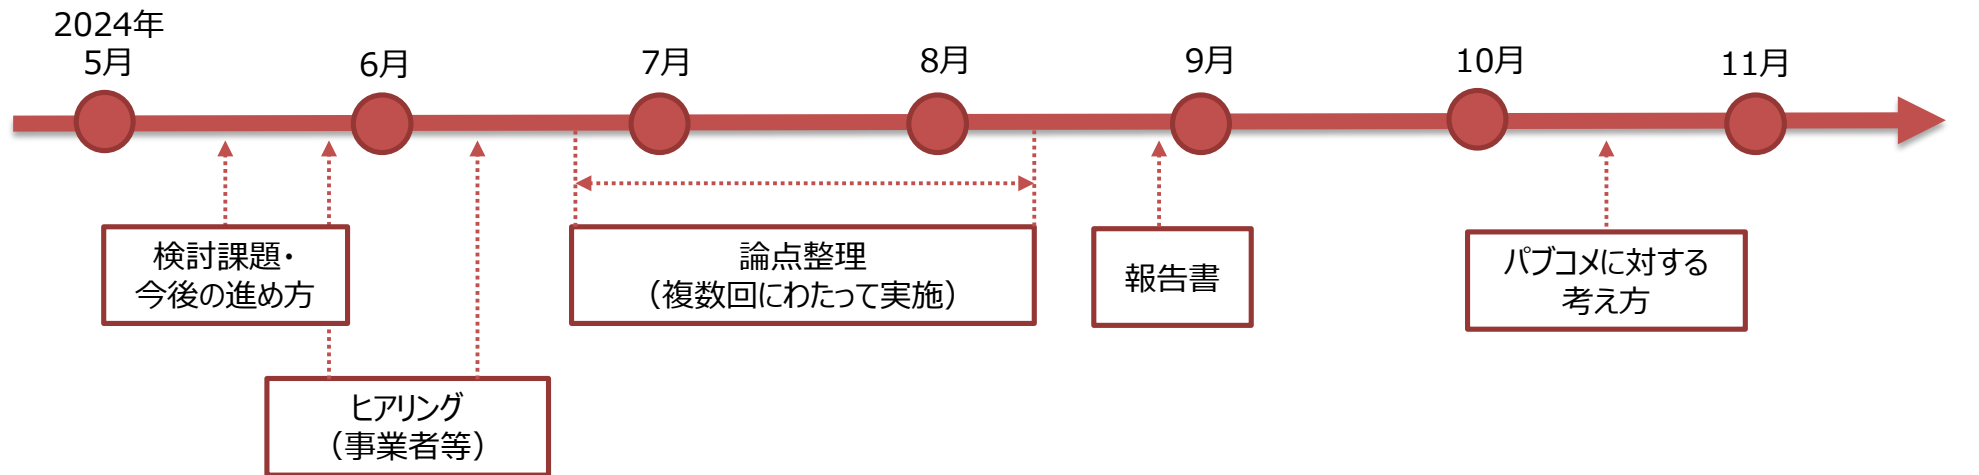 2024年
5月
6月
7月
8月
9月
10月
11月
検討課題・
今後の進め方
論点整理
（複数回にわたって実施）
報告書
パブコメに対する
考え方
ヒアリング
（事業者等）